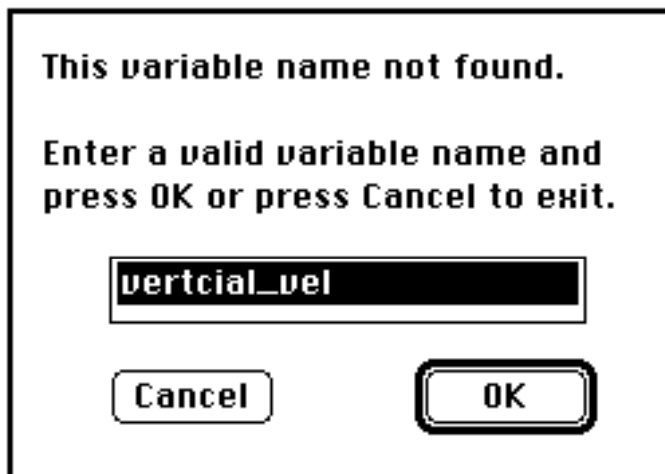 This variable name not found.
Enter a valid variable name and
press OK or press Cancel to exit.
vertcial_vel
Cancel OK